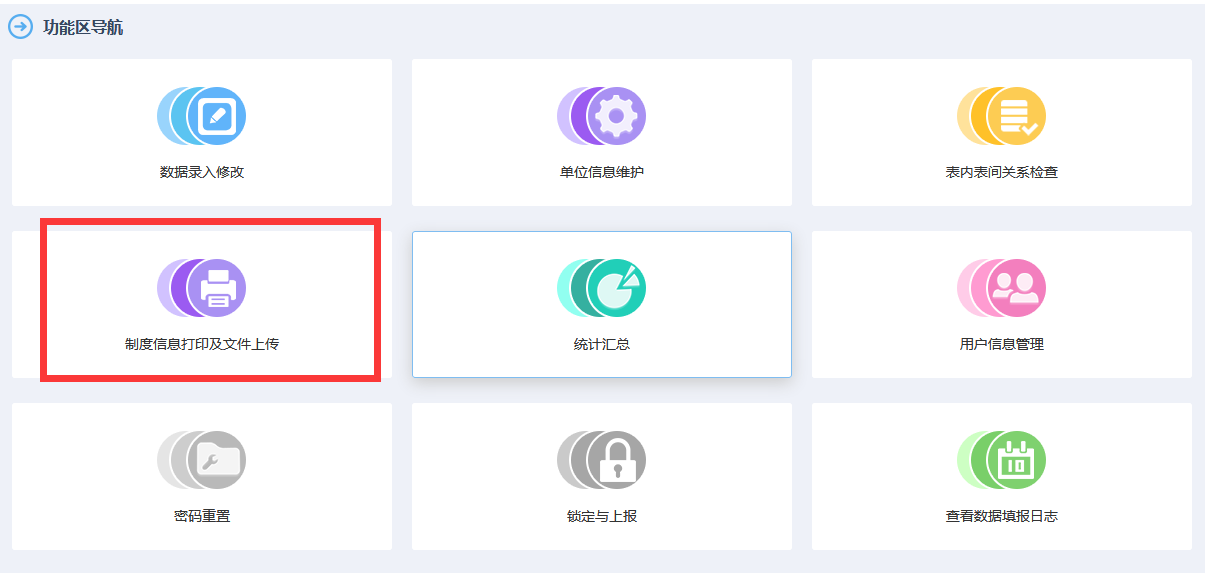 功能区导航
数据录入修改
单位信息维护
表内表间关系检查
制度信息打印及文件上传
统计汇总
用户信息管理
密码重置
锁定与上报
查看数据填报日志